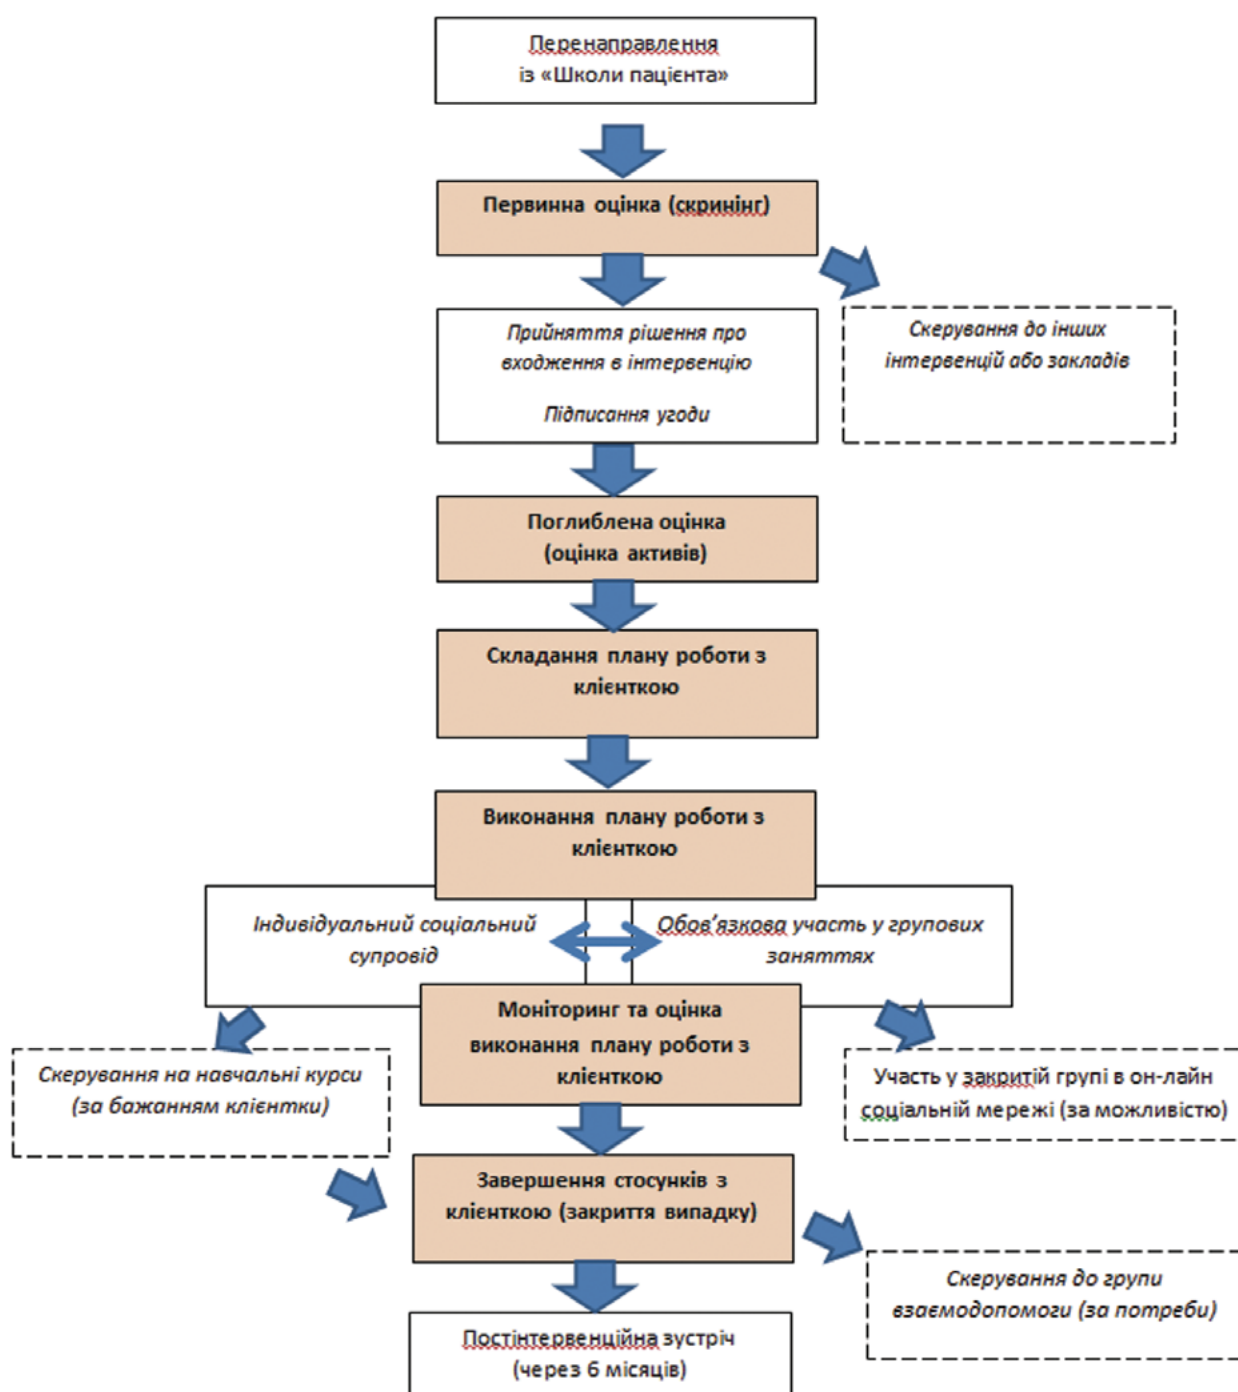 Перенаправлення
із «Школи пацієнта»
Первинна оцінка (скринінг)
Прийняття рішення про
входження в інтервенцію
Підписання угоди
Скерування до інших
інтервенцій або закладів
Поглиблена оцінка
(оцінка активів)
Складання плану роботи з
клієнткою
Виконання плану роботи з
клієнткою
Індивідуальний соціальний
супровід
Обов’язкова участь у групових
заняттях
Моніторинг та оцінка
виконання плану роботи з
клієнткою
Скерування на навчальні курси
(за бажанням клієнтки)
Участь у закритій групі в он-лайн
соціальній мережі (за можливістю)
Завершення стосунків з
клієнткою (закриття випадку)
Скерування до групи
взаємодопомоги (за потреби)
Постінтервенційна зустріч
(через 6 місяців)